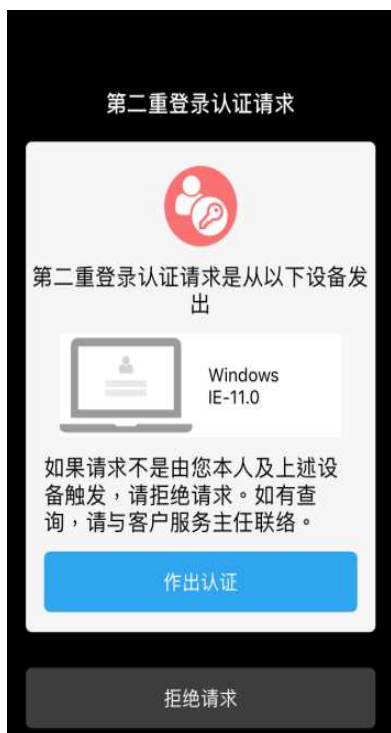 第二重登录认证请求
第二重登录认证请求是从以下设备发
出
Windows
IE-11.0
如果请求不是由您本人及上述设
备触发，请拒绝请求。如有查
询，请与客户服务主任联络。
作出认证
拒绝请求